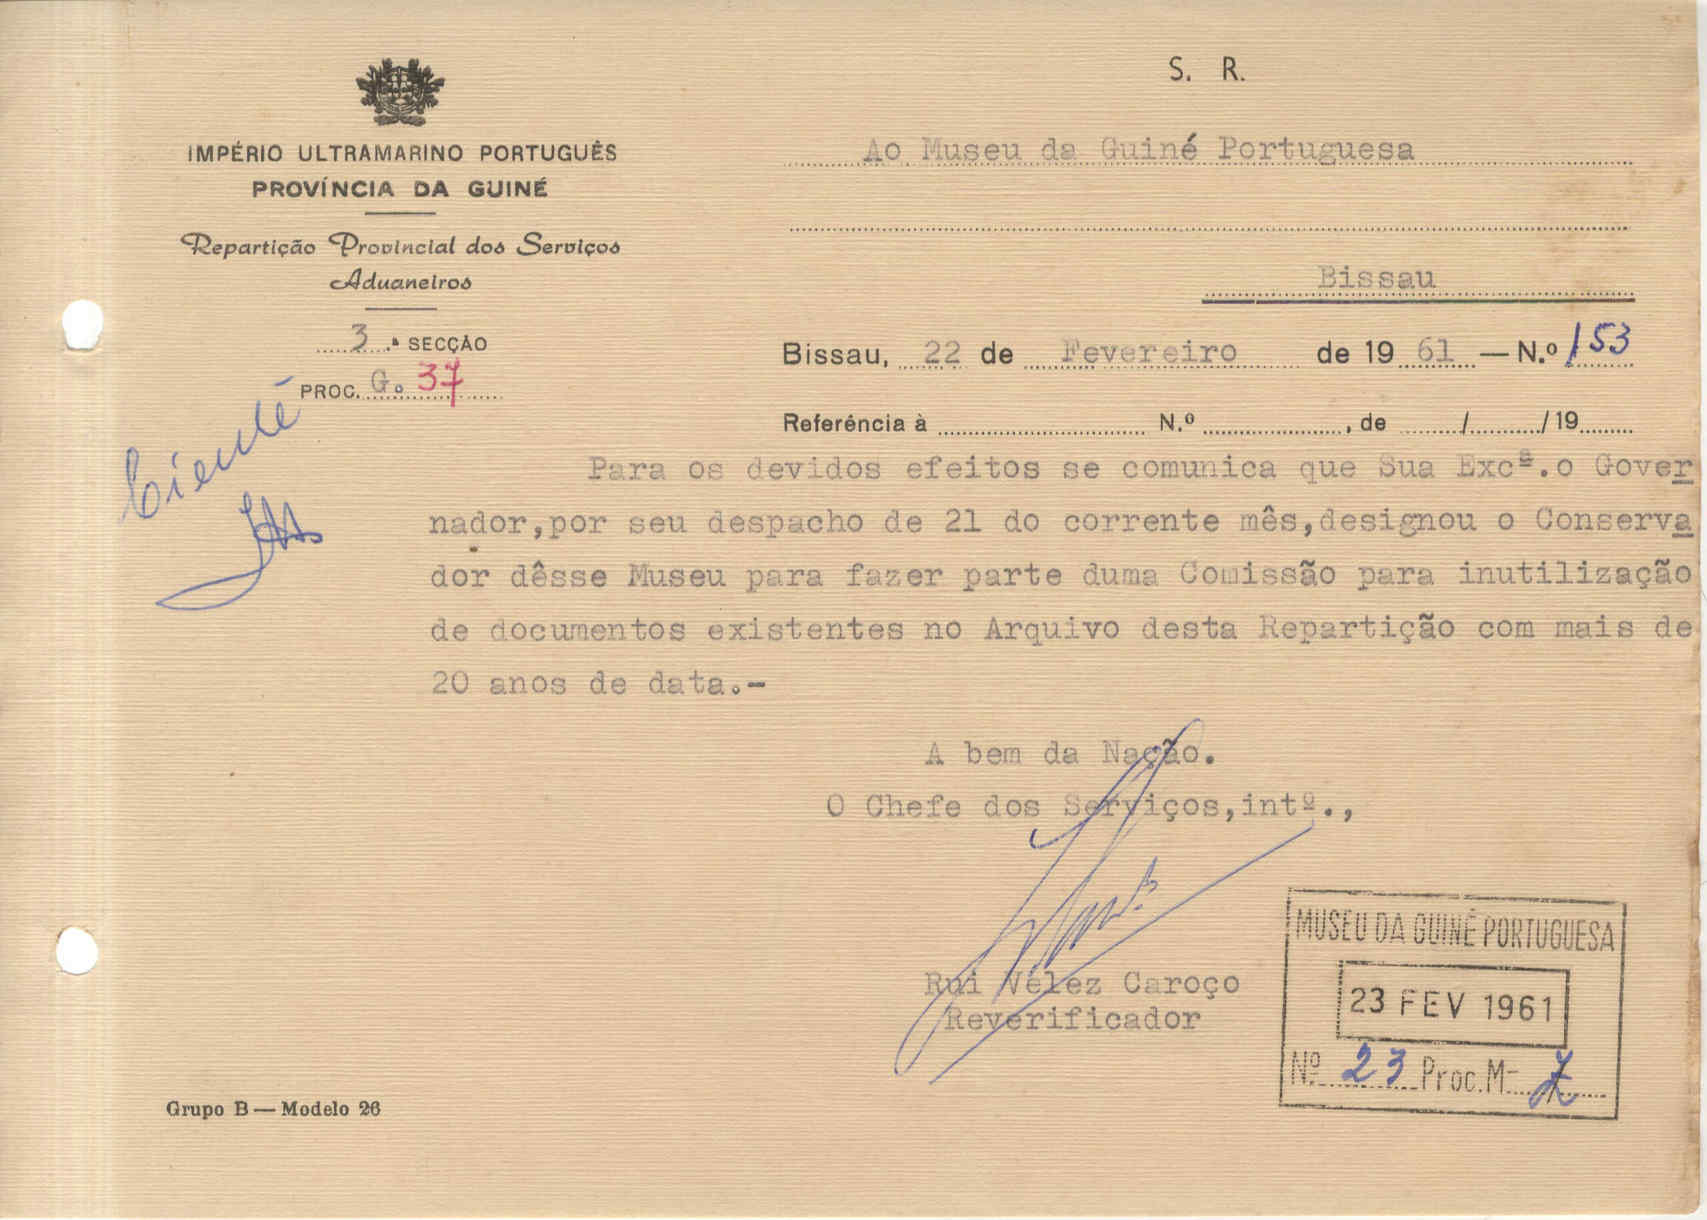 S. R.
IMPÉRIO ULTRAMARINO PORTUGUÊS
PROVÍNCIA DA GUINÉ
Repartição Provincial dos Serviços
Aduaneiros
3.ª SECÇÃO
PROC. G. 37
Ao Museu da Guiné Portuguesa
Bissau
Bissau, 22 de Fevereiro de 1961 — N.º 153
Referência à N.º , de / /19
Ciente
Para os devidos efeitos se comunica que Sua Excª.o Gover
nador,por seu despacho de 21 do corrente mês,designou o Conserva
dor dêsse Museu para fazer parte duma Comissão para inutilização
de documentos existentes no Arquivo desta Repartição com mais de
20 anos de data.-
A bem da Nação.
O Chefe dos Serviços,intº.,
Rui Velez Caroço
Reverificador
MUSEU DA GUINÉ PORTUGUESA
23 FEV 1961
Nº 23 Proc. M-7
Grupo B — Modelo 26